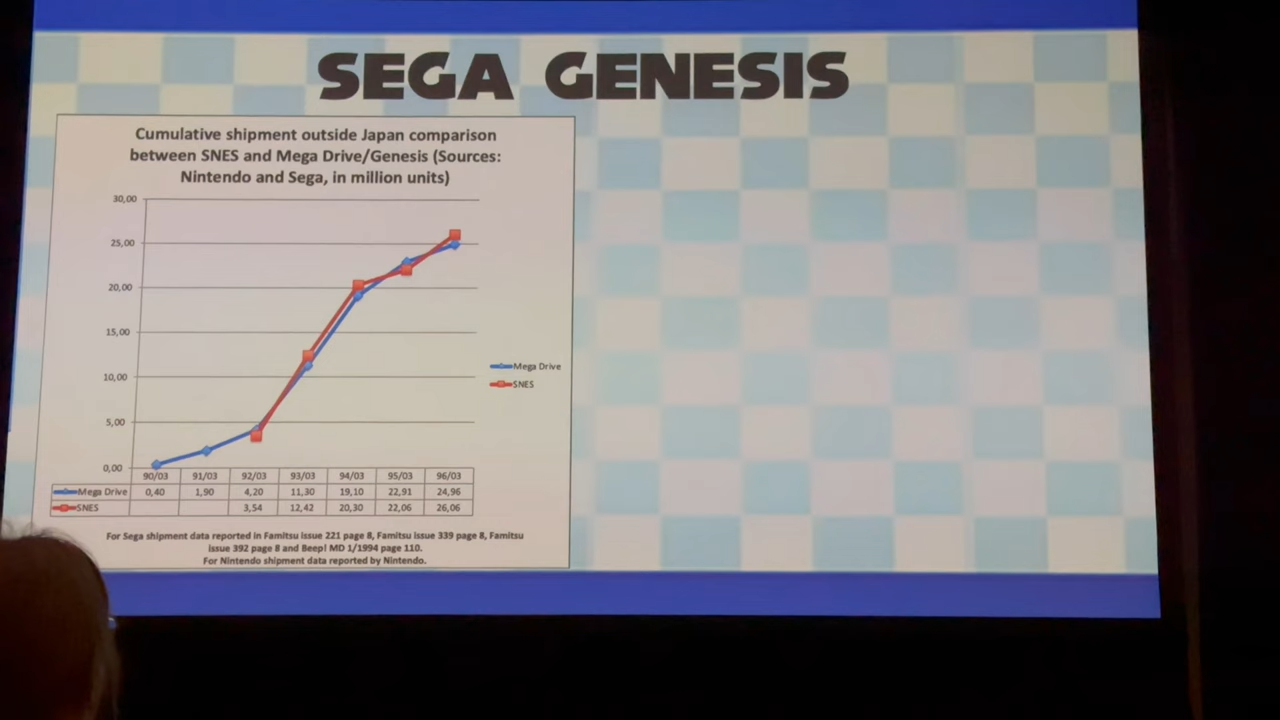 SEGA GENESIS
Cumulative shipment outside Japan comparison
between SNES and Mega Drive/Genesis (Sources:
Nintendo and Sega, in million units)
30,00
25,00
20,00
15,00
10,00
5,00
0,00
Mega Drive
SNES
90/03 91/03 92/03 93/03 94/03 95/03 96/03
Mega Drive 0,40 1,90 4,20 11,30 19,10 22,91 24,96
SNES 3,54 12,42 20,30 22,06 26,06
For Sega shipment data reported in Famitsu issue 221 page 8, Famitsu issue 339 page 8, Famitsu
issue 392 page 8 and Beep! MD 1/1994 page 110.
For Nintendo shipment data reported by Nintendo.